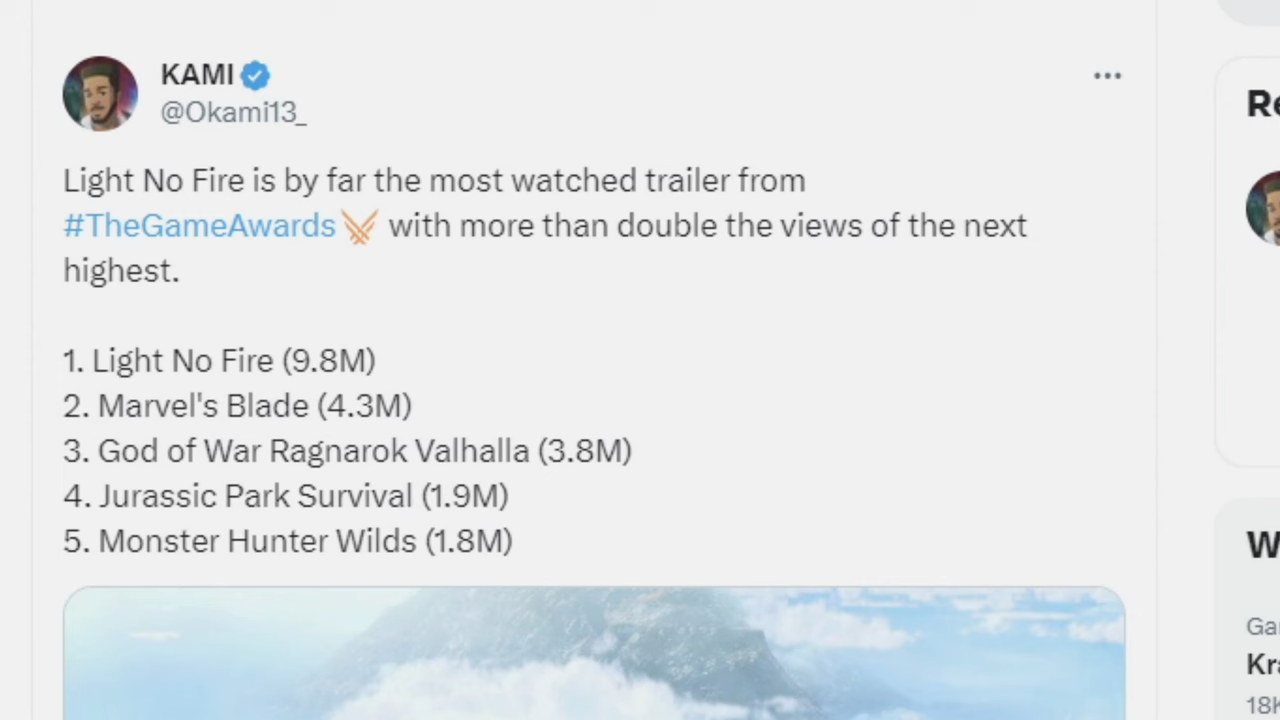 KAMI
@Okami13_
Light No Fire is by far the most watched trailer from
#TheGameAwards with more than double the views of the next
highest.
1. Light No Fire (9.8M)
2. Marvel's Blade (4.3M)
3. God of War Ragnarok Valhalla (3.8M)
4. Jurassic Park Survival (1.9M)
5. Monster Hunter Wilds (1.8M)